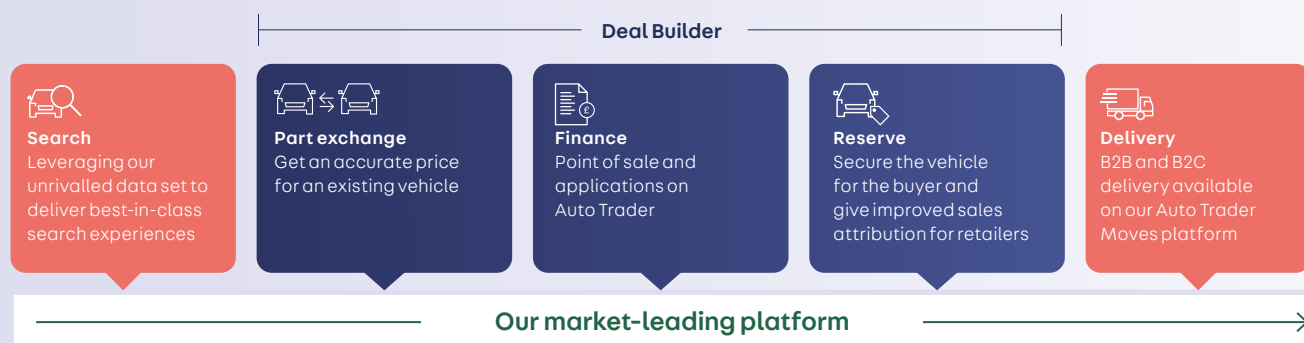 Deal Builder
Search
Leveraging our
unrivalled data set to
deliver best-in-class
search experiences
Part exchange
Get an accurate price
for an existing vehicle
£
Finance
Point of sale and
applications on
Auto Trader
Reserve
Secure the vehicle
for the buyer and
give improved sales
attribution for retailers
Delivery
B2B and B2C
delivery available
on our Auto Trader
Moves platform
Our market-leading platform